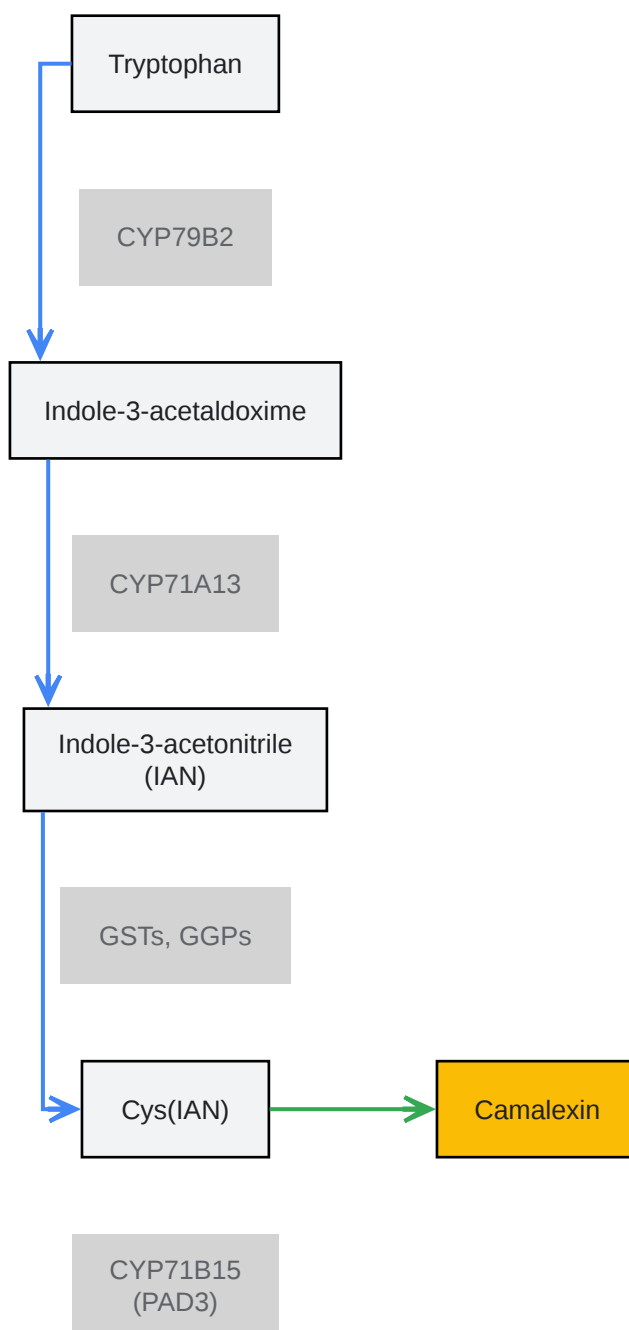 Tryptophan
CYP79B2
Indole-3-acetaldoxime
CYP71A13
Indole-3-acetonitrile
(IAN)
GSTs, GGPs
Cys(IAN)
Camalexin
CYP71B15
(PAD3)